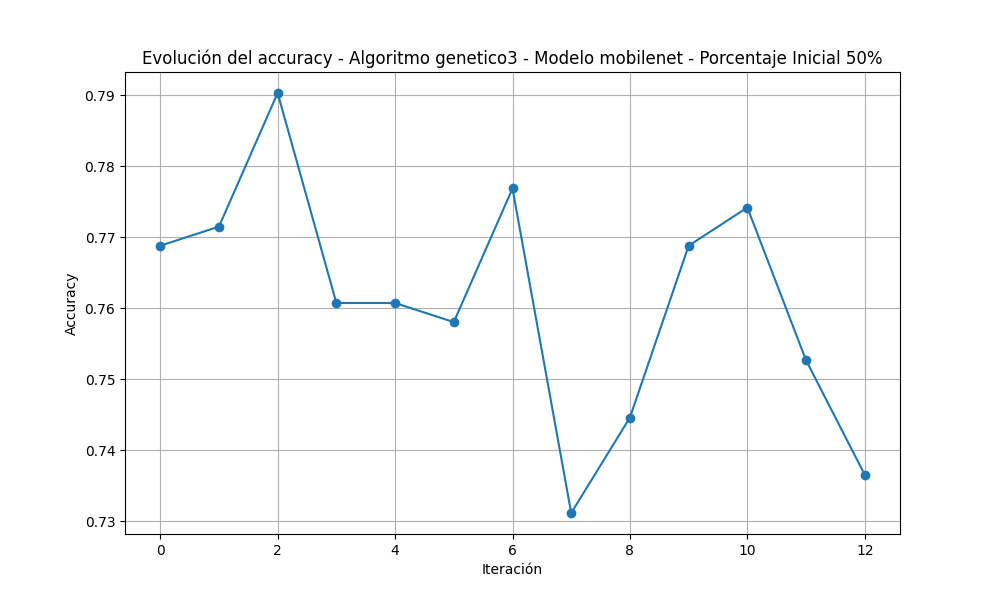 Evolución del accuracy - Algoritmo genetico3 - Modelo mobilenet - Porcentaje Inicial 50%
Accuracy
0.79
0.78
0.77
0.76
0.75
0.74
0.73
0 2 4 6 8 10 12
Iteración